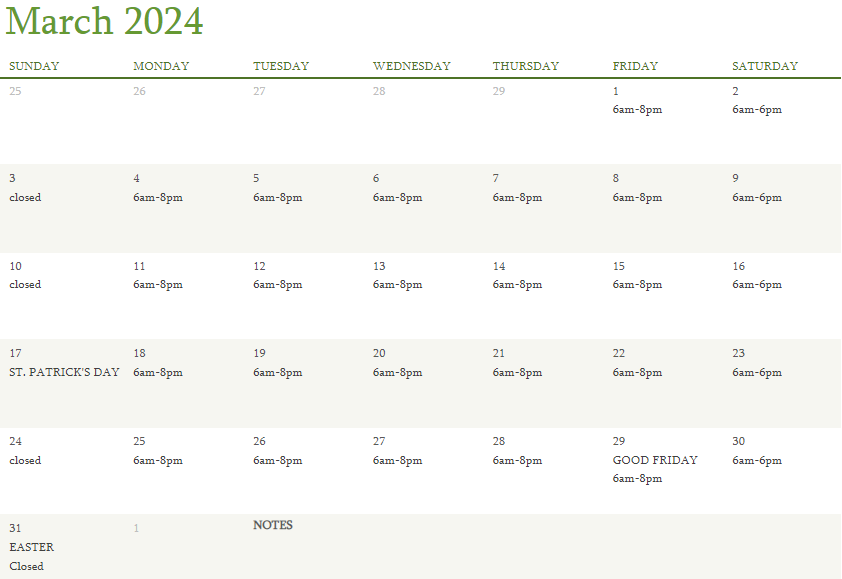 March 2024
SUNDAY MONDAY TUESDAY WEDNESDAY THURSDAY FRIDAY SATURDAY
25 26 27 28 29 1 2
6am-8pm 6am-6pm
3 4 5 6 7 8 9
closed 6am-8pm 6am-8pm 6am-8pm 6am-8pm 6am-8pm 6am-6pm
10 11 12 13 14 15 16
closed 6am-8pm 6am-8pm 6am-8pm 6am-8pm 6am-8pm 6am-6pm
17 18 19 20 21 22 23
ST. PATRICK'S DAY 6am-8pm 6am-8pm 6am-8pm 6am-8pm 6am-8pm 6am-6pm
24 25 26 27 28 29 30
closed 6am-8pm 6am-8pm 6am-8pm 6am-8pm GOOD FRIDAY 6am-6pm
6am-8pm
31 1 NOTES
EASTER
Closed